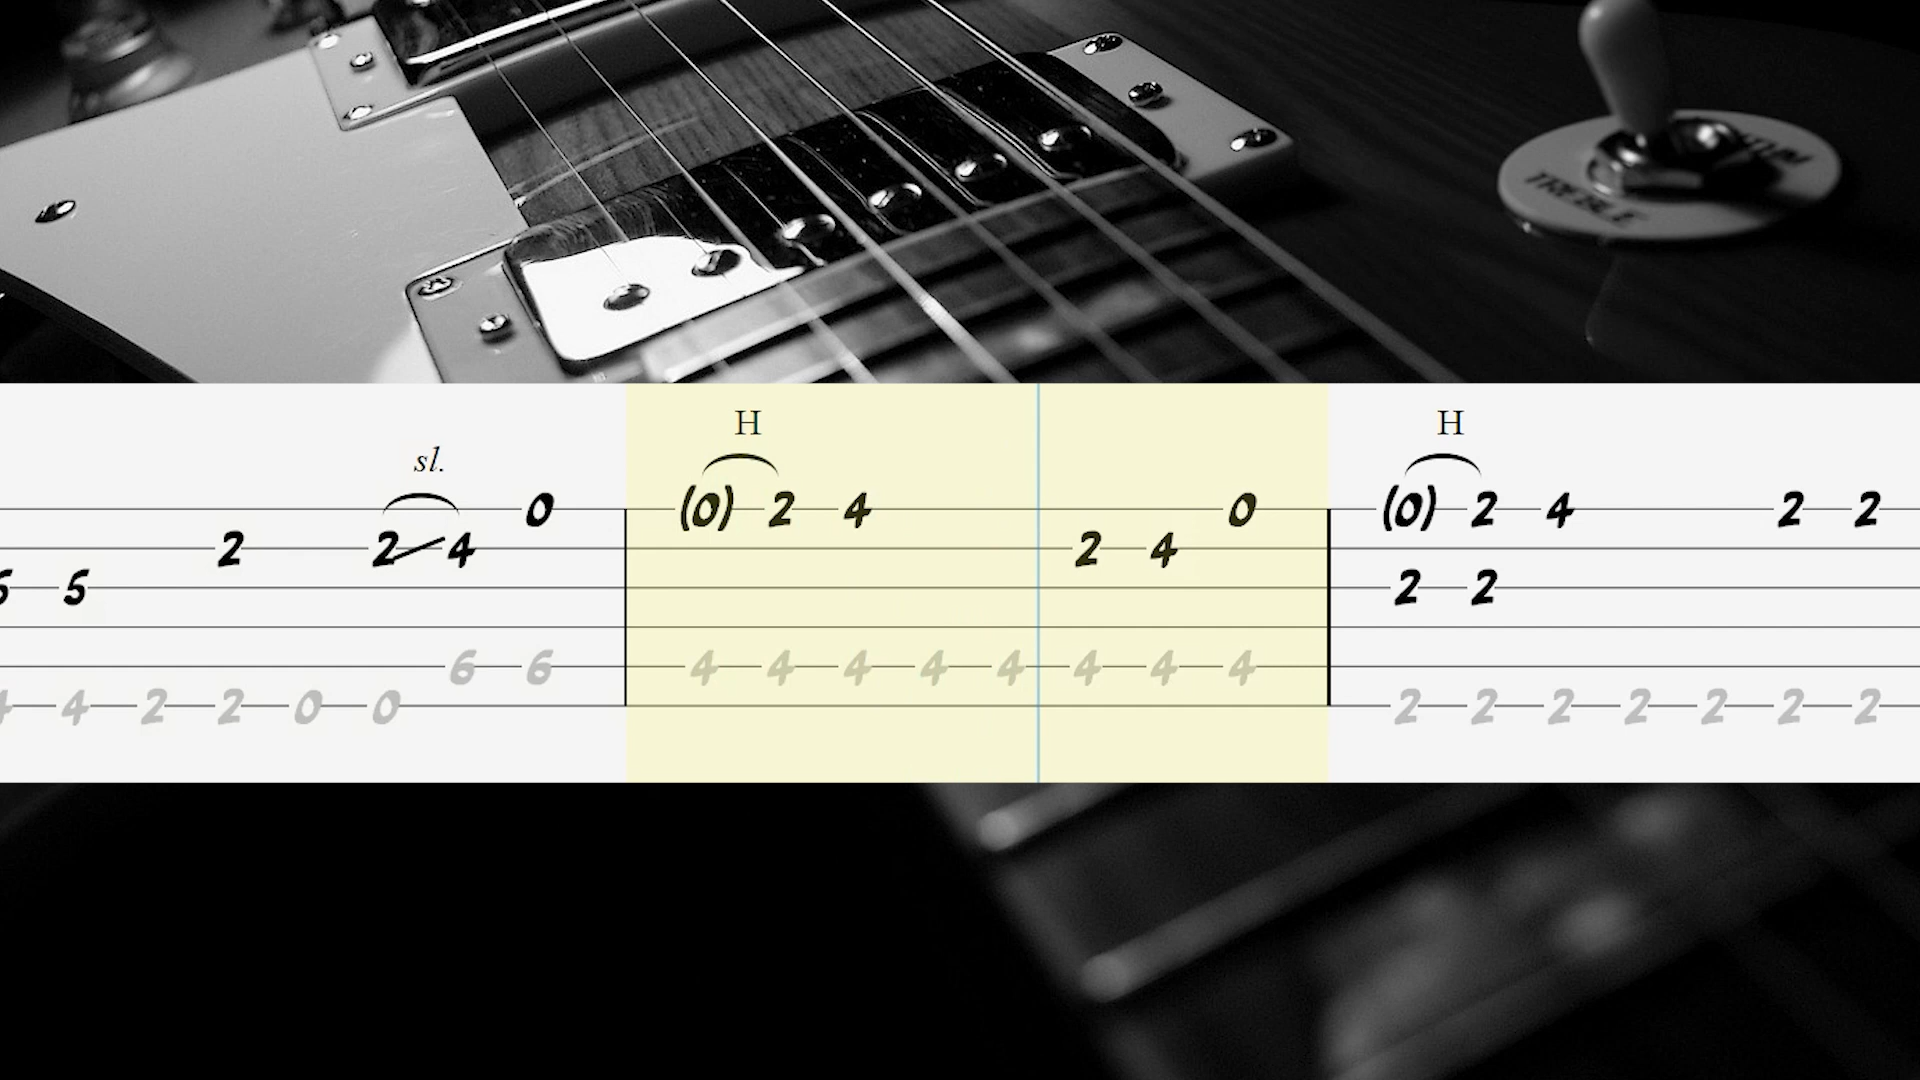 TREBLE
H H
sl.
0 (0) 2 4 0 (0) 2 4 2 2
2 2 4 2 4
5 2 2
6 6 4 4 4 4 4 4 4 4
4 2 2 0 0 2 2 2 2 2 2 2